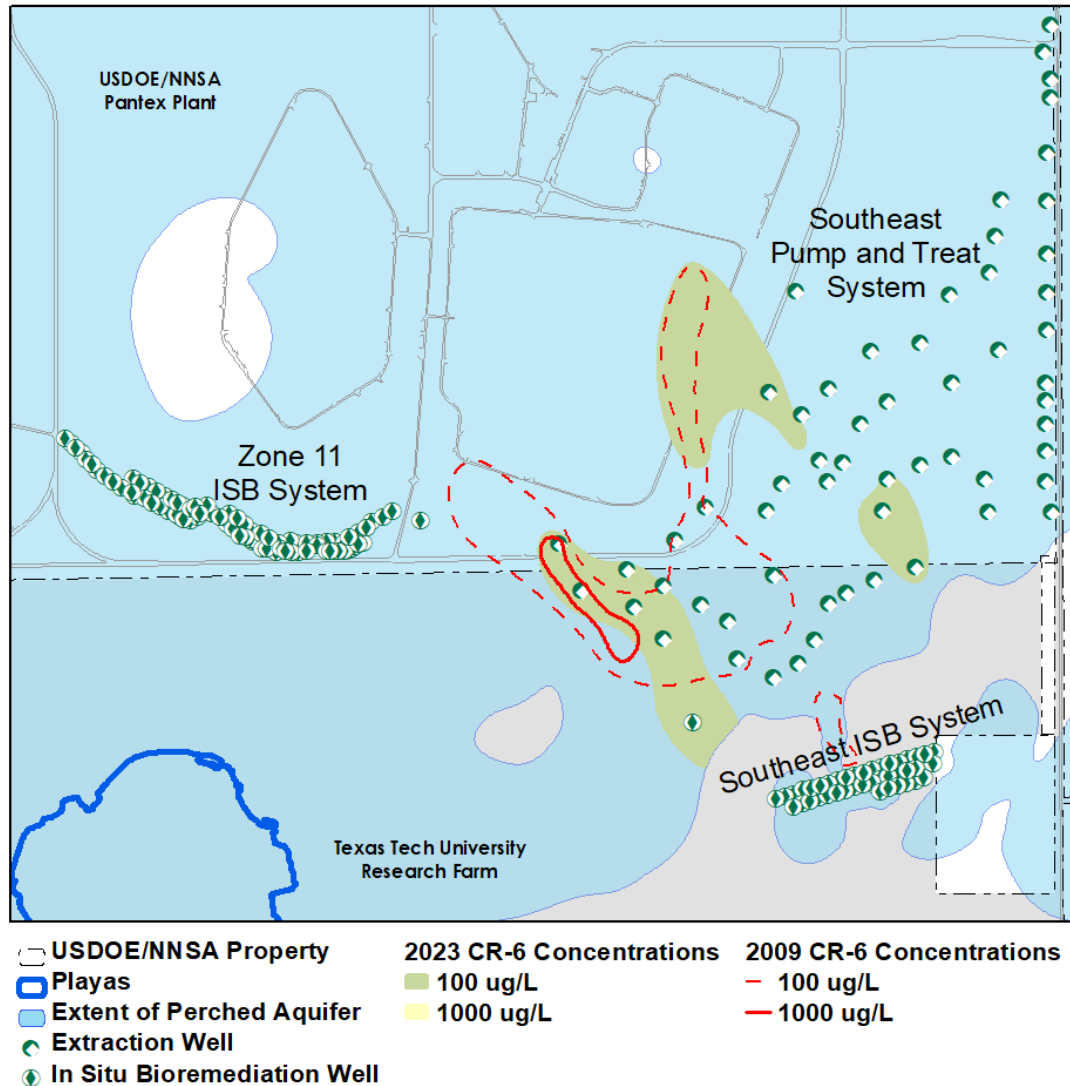 USDOE/NNSA
Pantex Plant
Southeast
Pump and Treat
System
Zone 11
ISB System
Southeast ISB System
Texas Tech University
Research Farm
USDOE/NNSA Property
Playas
Extent of Perched Aquifer
Extraction Well
In Situ Bioremediation Well
2023 CR-6 Concentrations
100 ug/L
1000 ug/L
2009 CR-6 Concentrations
100 ug/L
1000 ug/L